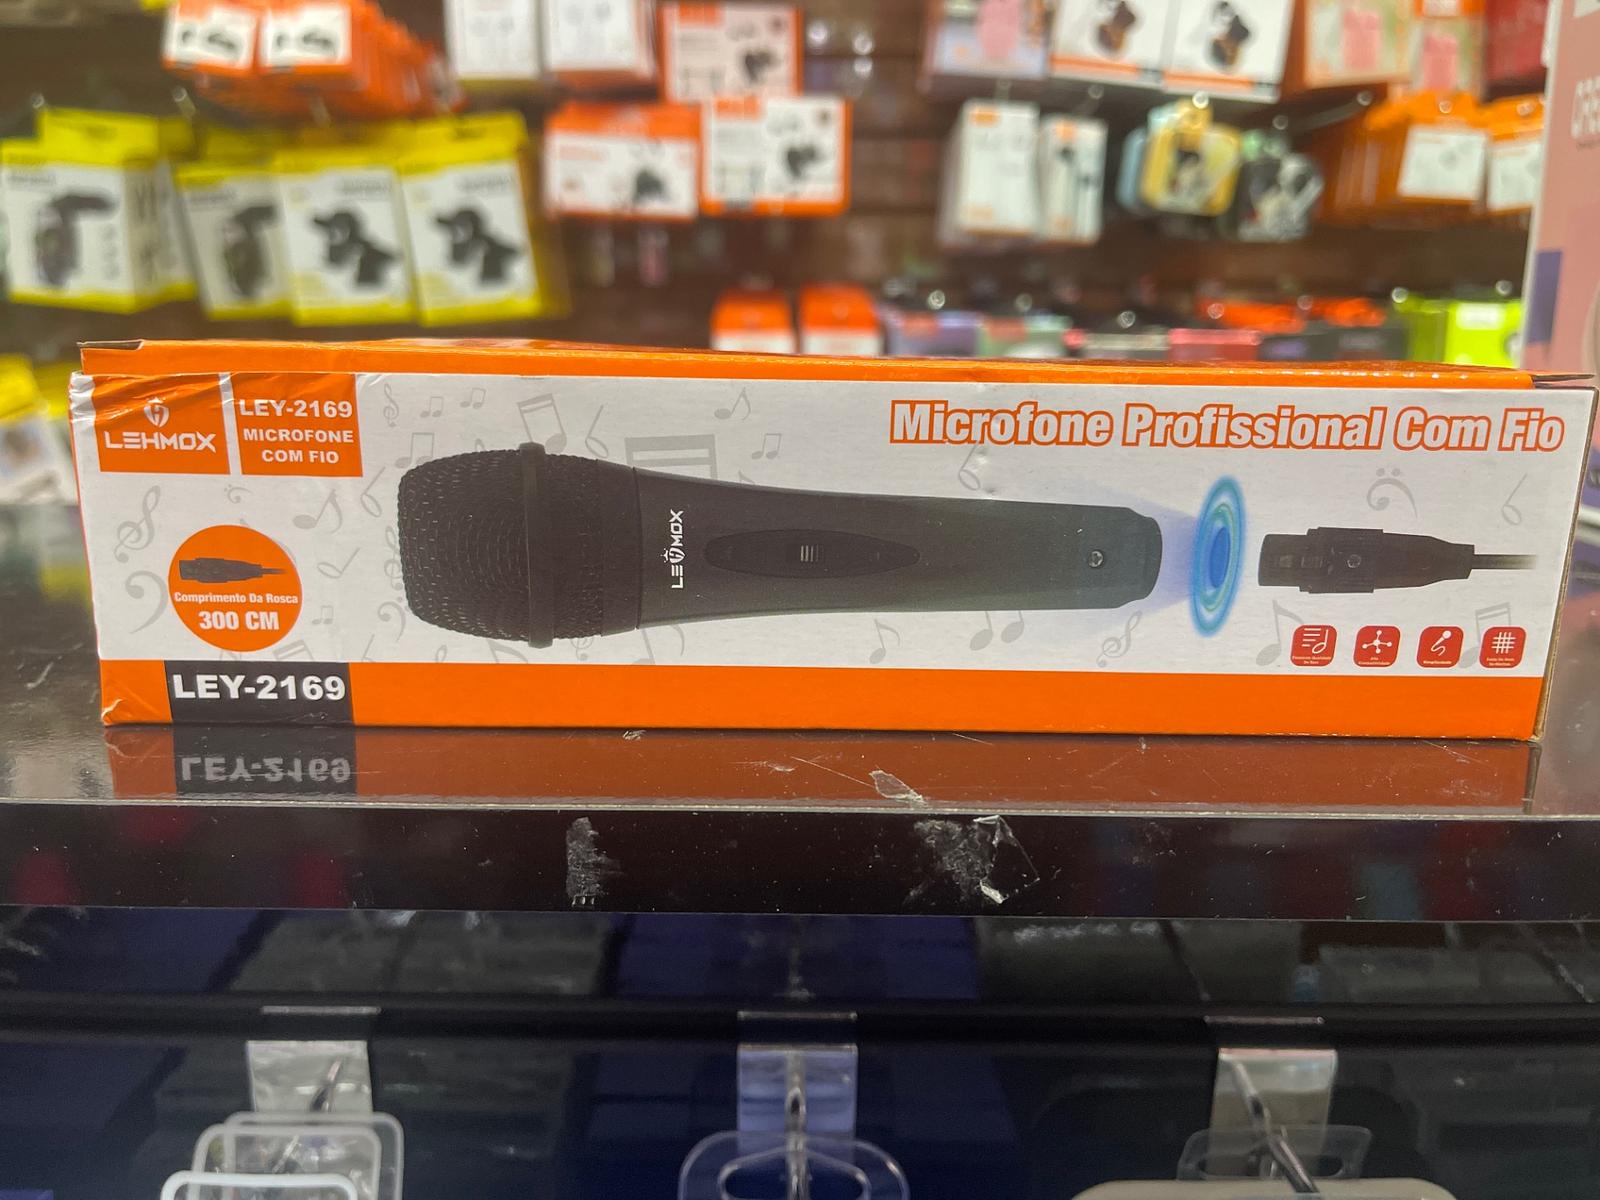 LEHMOX
LEY-2169
MICROFONE
COM FIO
Microfone Profissional Com Fio
LEHMOX
Comprimento Da Rosca
300 CM
LEY-2169